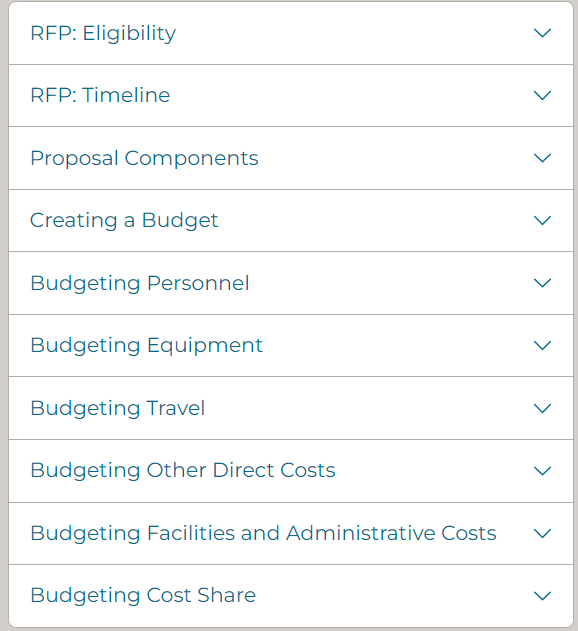 RFP: Eligibility
RFP: Timeline
Proposal Components
Creating a Budget
Budgeting Personnel
Budgeting Equipment
Budgeting Travel
Budgeting Other Direct Costs
Budgeting Facilities and Administrative Costs
Budgeting Cost Share